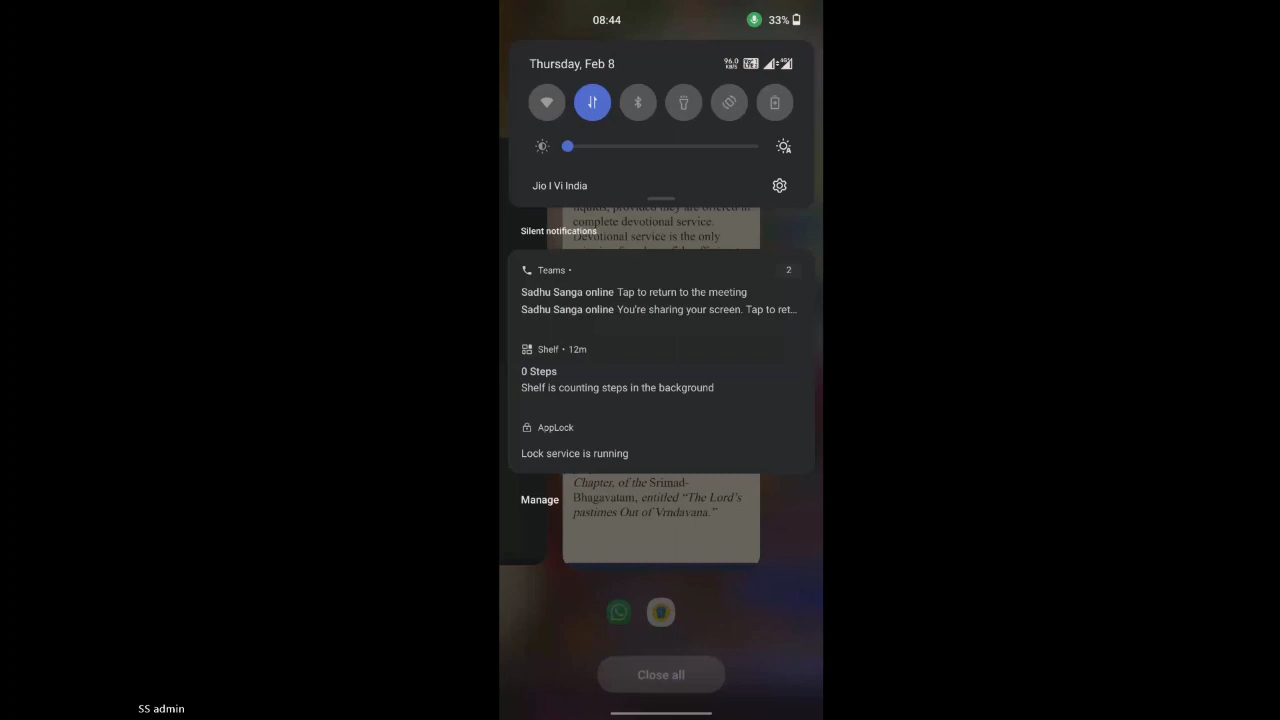 08:44
33%
Thursday, Feb 8
96.0
KB/S
Jio I Vi India
complete devotional service.
Silent notifications
Devotional service is the only
Teams •
2
Sadhu Sanga online Tap to return to the meeting
Sadhu Sanga online You're sharing your screen. Tap to ret...
Shelf • 12m
0 Steps
Shelf is counting steps in the background
AppLock
Lock service is running
Chapter, of the Srimad-
Bhagavatam, entitled “The Lord's
Manage
pastimes Out of Vrndavana.”
Close all
SS admin